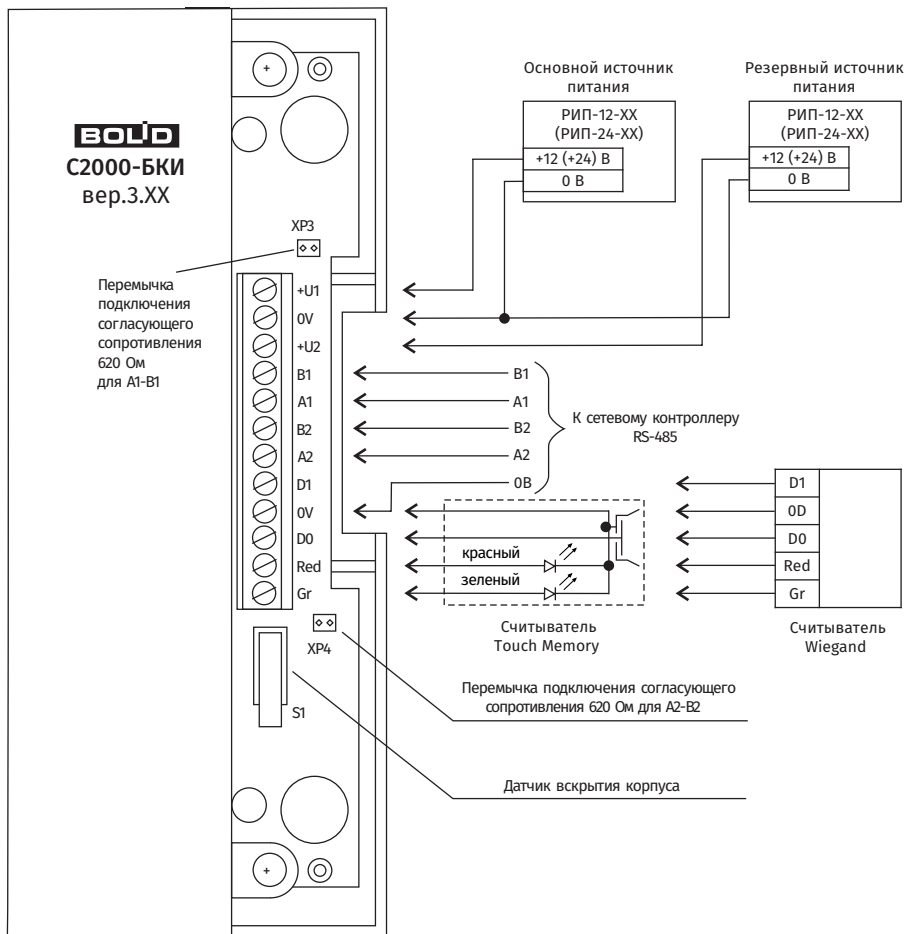 BOLID
С2000-БКИ
вер.3.XX
XP3
Перемычка
подключения
согласующего
сопротивления
620 Ом
для A1-B1
+U1
0V
+U2
B1
A1
B2
A2
D1
0V
D0
Red
Gr
XP4
S1
Основной источник
питания
РИП-12-XX
(РИП-24-XX)
+12 (+24) В
0 В
Резервный источник
питания
РИП-12-XX
(РИП-24-XX)
+12 (+24) В
0 В
B1
A1
B2
A2
0В
К сетевому контроллеру
RS-485
красный
зеленый
Считыватель
Touch Memory
D1
0D
D0
Red
Gr
Считыватель
Wiegand
Перемычка подключения согласующего
сопротивления 620 Ом для A2-B2
Датчик вскрытия корпуса